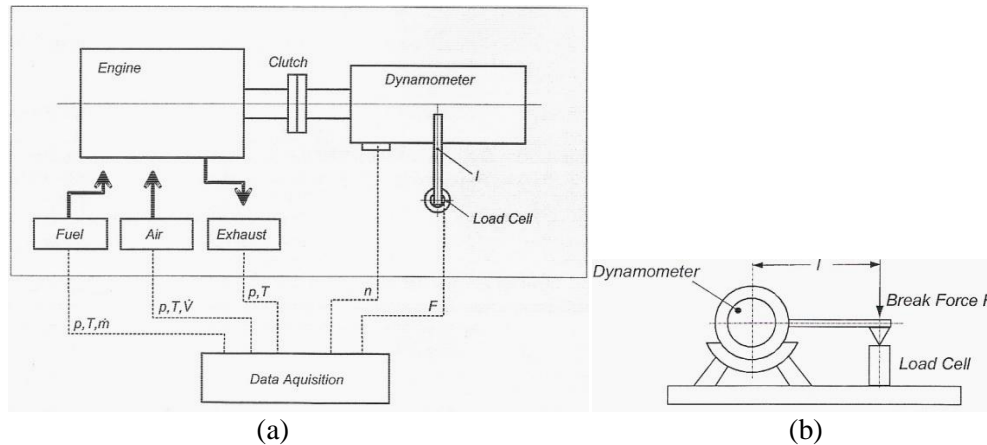 Engine
Clutch
Dynamometer
l
Load Cell
Fuel
Air
Exhaust
p,T
n
F
p,T,V̇
p,T,ṁ
Data Aquisition
(a)
l
Dynamometer
Break Force F
Load Cell
(b)